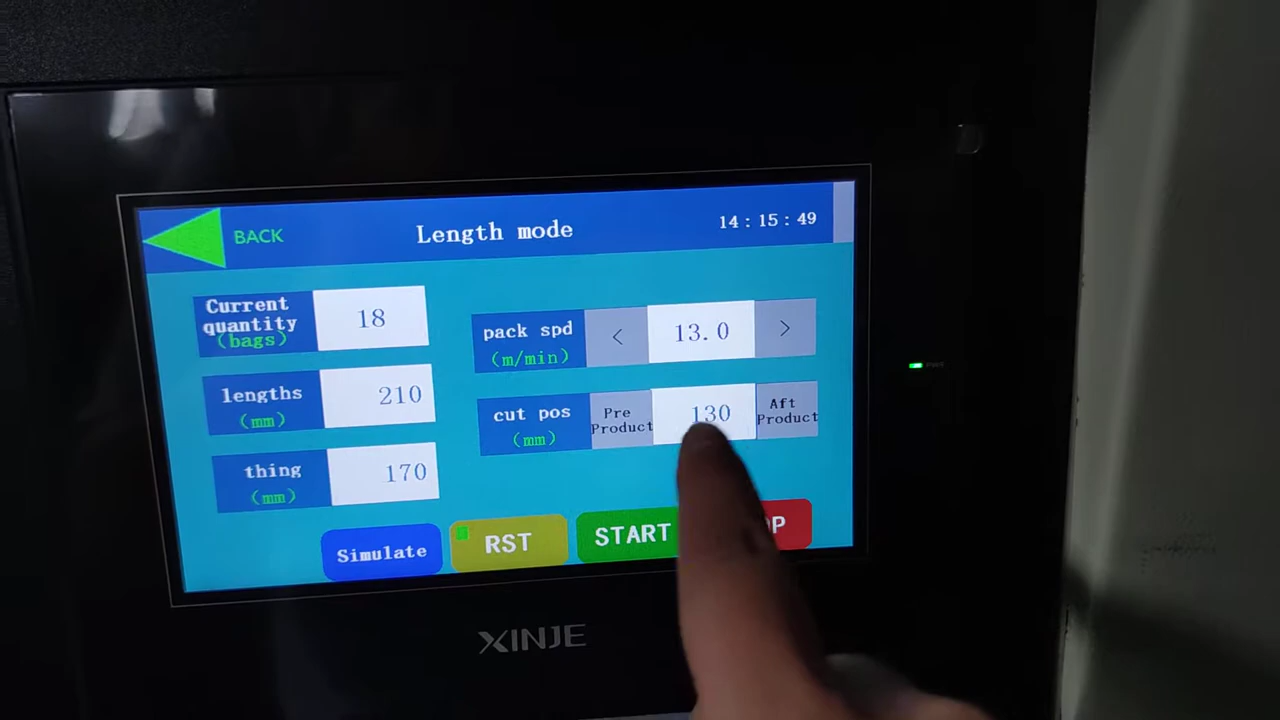 BACK
Length mode
14:15:49
Current
quantity
(bags)
18
pack spd
(m/min)
<
13.0
>
lengths
(mm)
210
cut pos
(mm)
Pre
Product
130
Aft
Product
thing
(mm)
170
Simulate
RST
START
XINJE